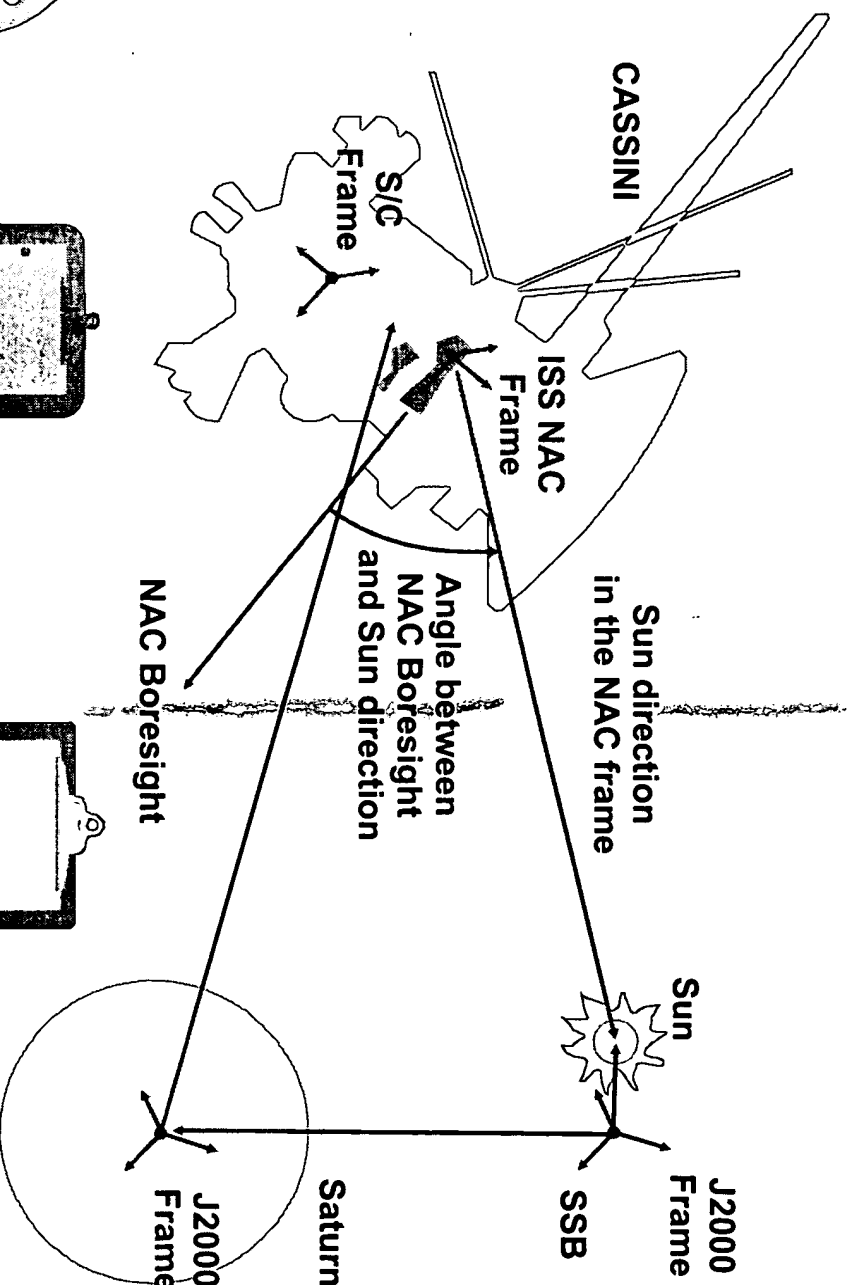 CASSINI
S/C
Frame
ISS NAC
Frame
Sun direction
in the NAC frame
Angle between
NAC Boresight
and Sun direction
NAC Boresight
Sun
J2000
Frame
SSB
Saturn
J2000
Frame